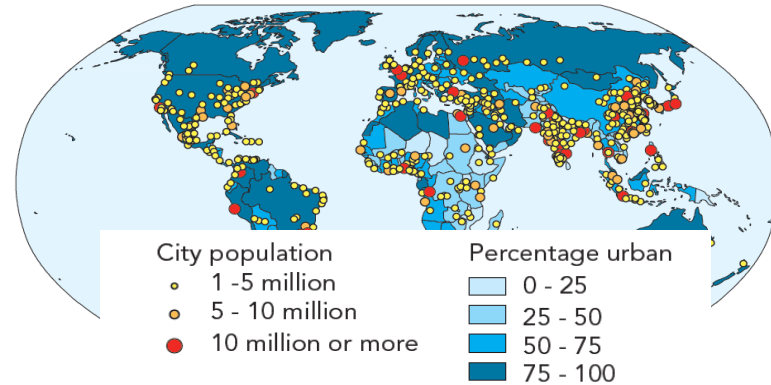 City population
1 -5 million
5 - 10 million
10 million or more
Percentage urban
0 - 25
25 - 50
50 - 75
75 - 100